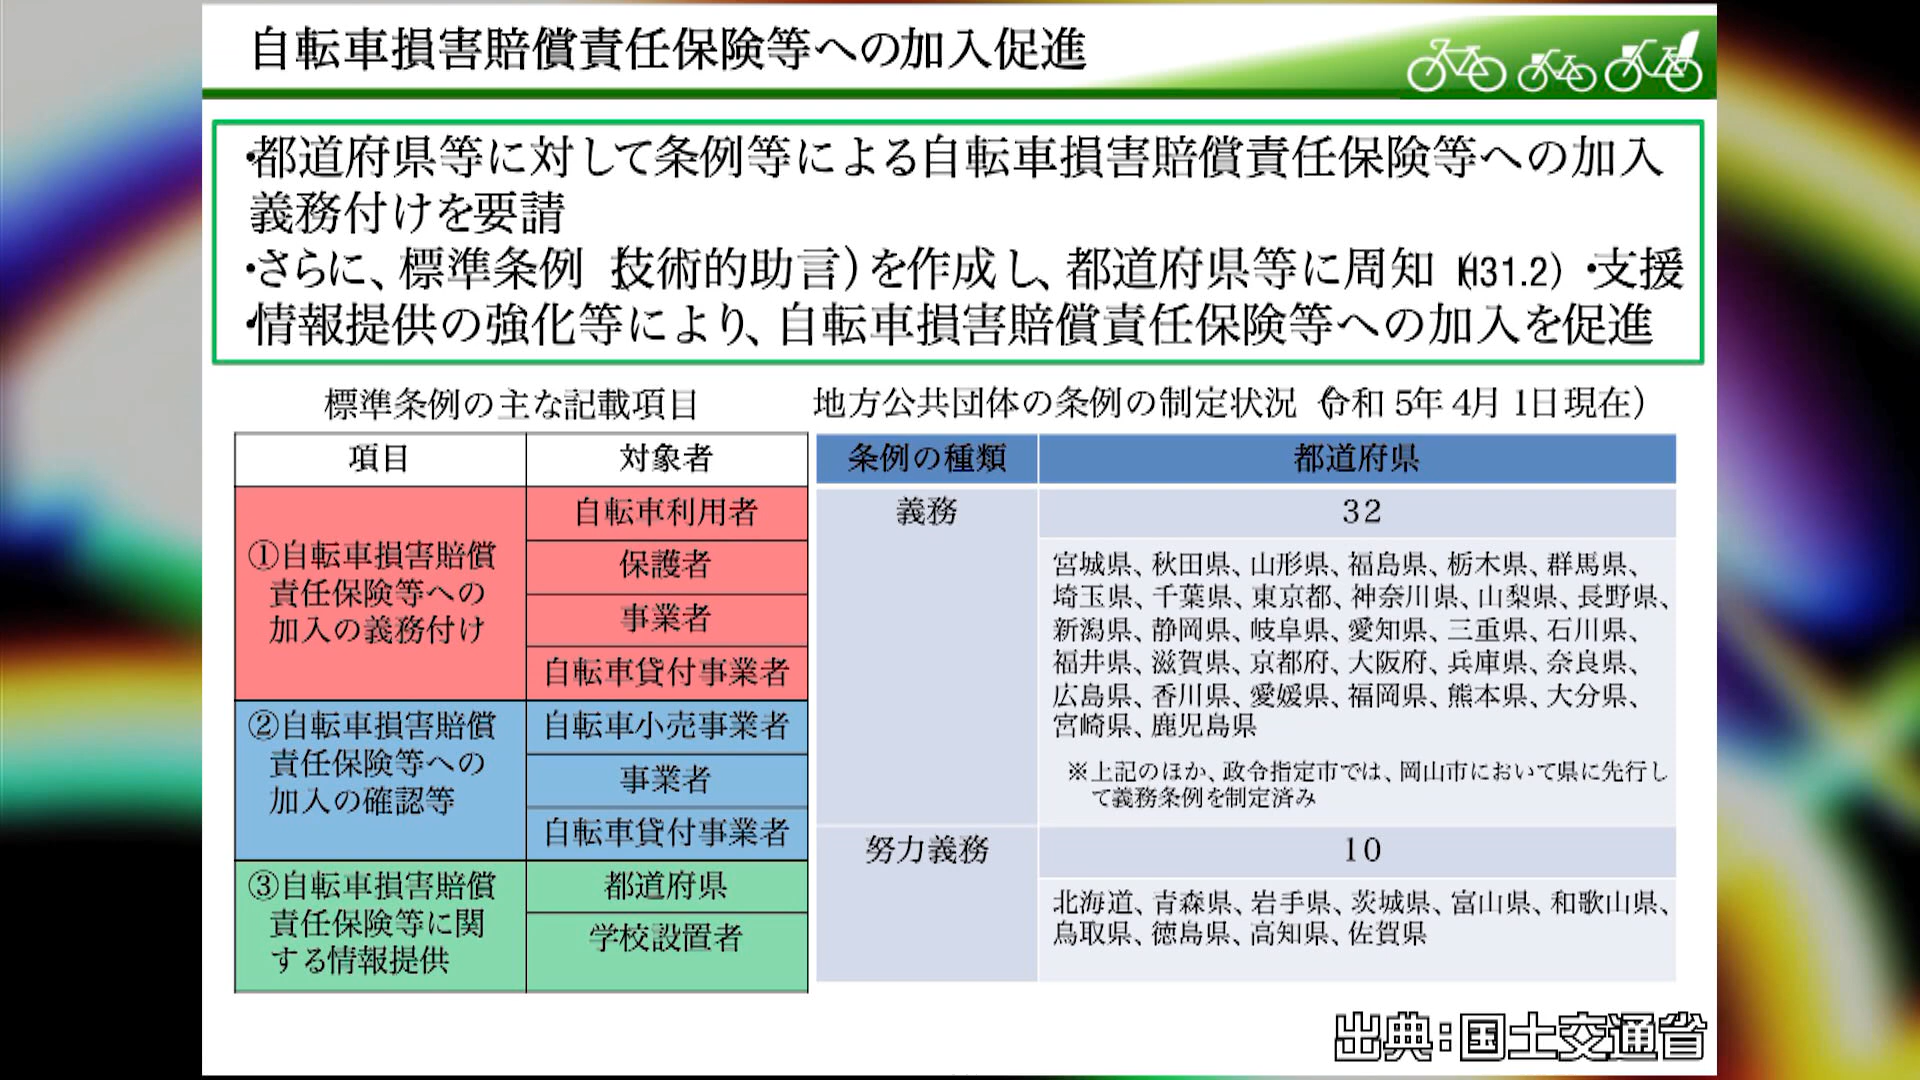 自転車損害賠償責任保険等への加入促進
・都道府県等に対して条例等による自転車損害賠償責任保険等への加入
義務付けを要請
・さらに、標準条例（技術的助言）を作成し、都道府県等に周知（H31.2）・支援
・情報提供の強化等により、自転車損害賠償責任保険等への加入を促進
標準条例の主な記載項目
項目
対象者
①自転車損害賠償
責任保険等への
加入の義務付け
自転車利用者
保護者
事業者
自転車貸付事業者
②自転車損害賠償
責任保険等への
加入の確認等
自転車小売事業者
事業者
自転車貸付事業者
③自転車損害賠償
責任保険等に関
する情報提供
都道府県
学校設置者
地方公共団体の条例の制定状況（令和5年4月1日現在）
条例の種類
都道府県
義務
32
宮城県、秋田県、山形県、福島県、栃木県、群馬県、
埼玉県、千葉県、東京都、神奈川県、山梨県、長野県、
新潟県、静岡県、岐阜県、愛知県、三重県、石川県、
福井県、滋賀県、京都府、大阪府、兵庫県、奈良県、
広島県、香川県、愛媛県、福岡県、熊本県、大分県、
宮崎県、鹿児島県
※上記のほか、政令指定市では、岡山市において県に先行し
て義務条例を制定済み
努力義務
10
北海道、青森県、岩手県、茨城県、富山県、和歌山県、
鳥取県、徳島県、高知県、佐賀県
出典：国土交通省